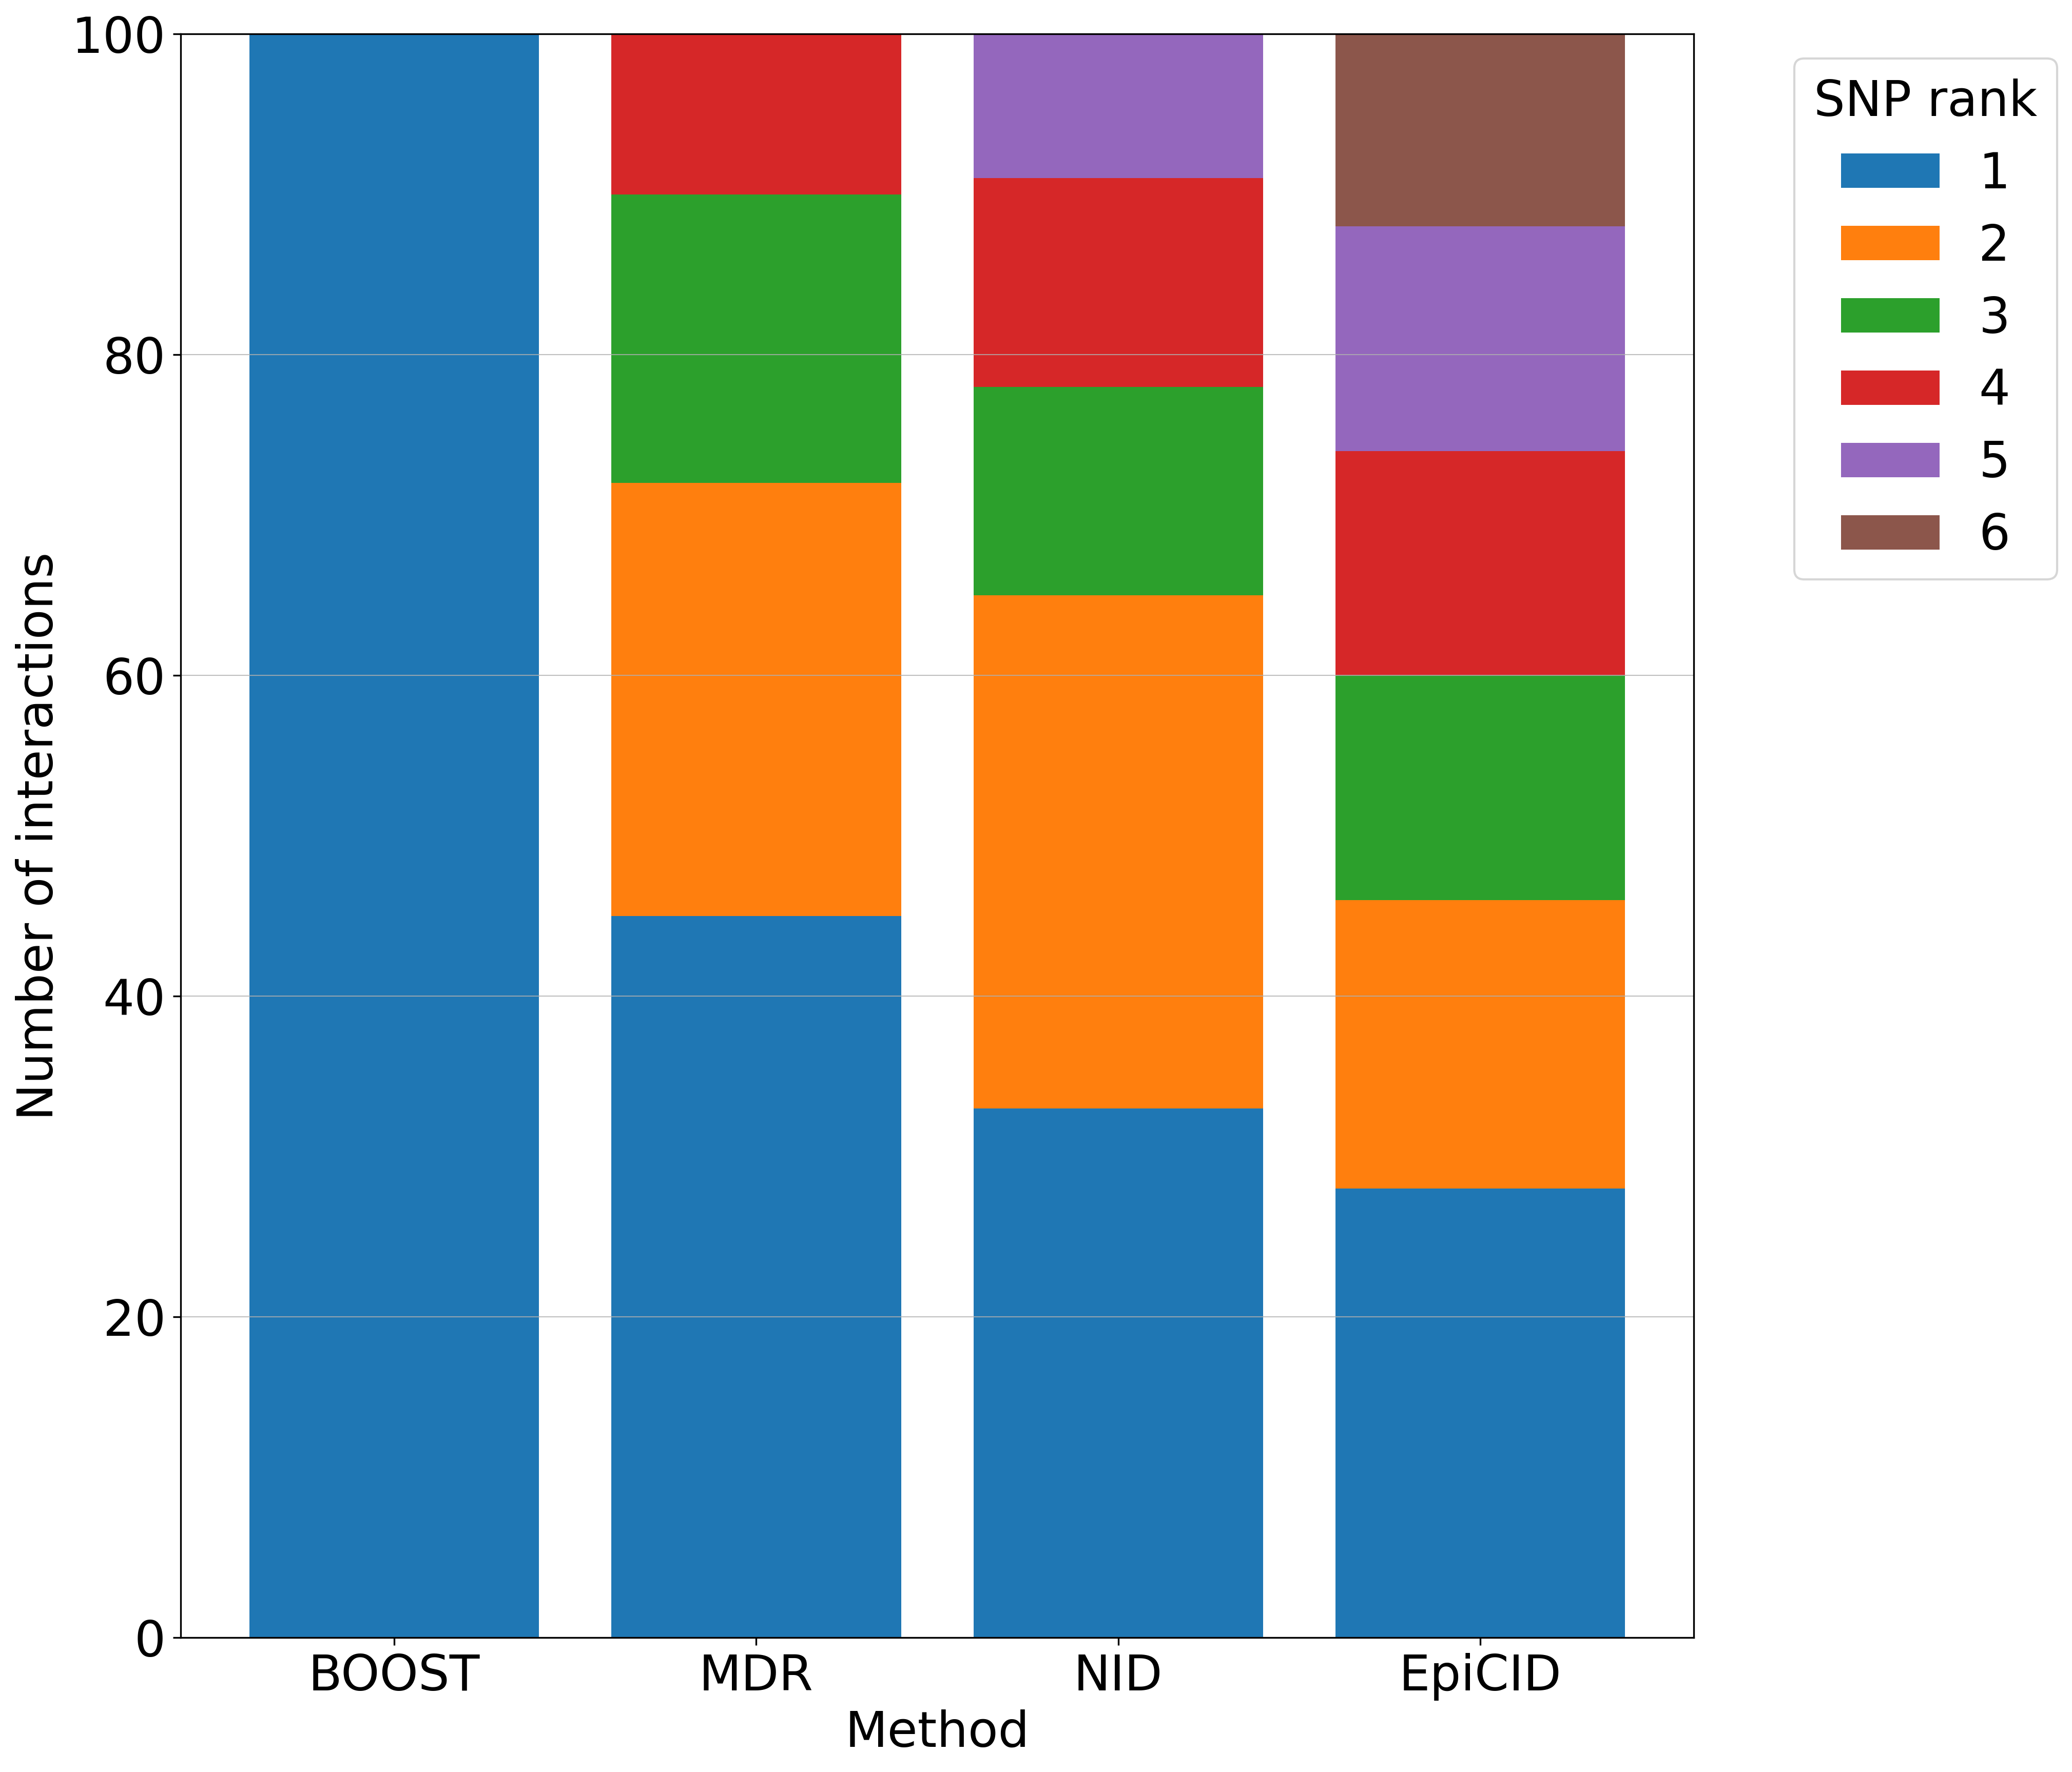 100
80
60
40
20
0
Number of interactions
BOOST
MDR
NID
EpiCID
Method
SNP rank
1
2
3
4
5
6